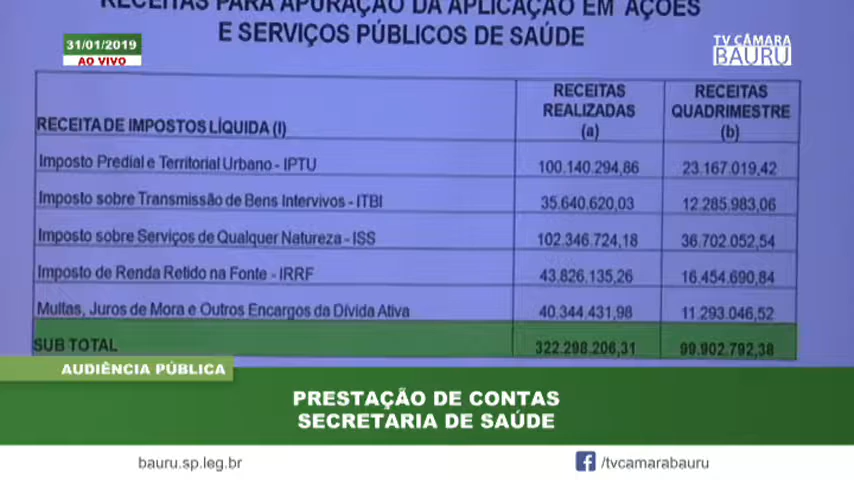 RECEITAS PARA APURAÇÃO DA APLICAÇÃO EM AÇÕES
E SERVIÇOS PÚBLICOS DE SAÚDE
31/01/2019
AO VIVO
TV CÂMARA
BAURU
RECEITA DE IMPOSTOS LÍQUIDA (I)
RECEITAS
REALIZADAS
(a)
RECEITAS
QUADRIMESTRE
(b)
Imposto Predial e Territorial Urbano - IPTU 100.140.294,86 23.167.019,42
Imposto sobre Transmissão de Bens Intervivos - ITBI 35.640.620,03 12.285.983,06
Imposto sobre Serviços de Qualquer Natureza - ISS 102.346.724,18 36.702.052,54
Imposto de Renda Retido na Fonte - IRRF 43.826.135,26 16.454.690,84
Multas, Juros de Mora e Outros Encargos da Dívida Ativa 40.344.431,98 11.293.046,52
SUB TOTAL 322.298.206,31 99.902.792,38
AUDIÊNCIA PÚBLICA
PRESTAÇÃO DE CONTAS
SECRETARIA DE SAÚDE
bauru.sp.leg.br
/tvcamarabauru